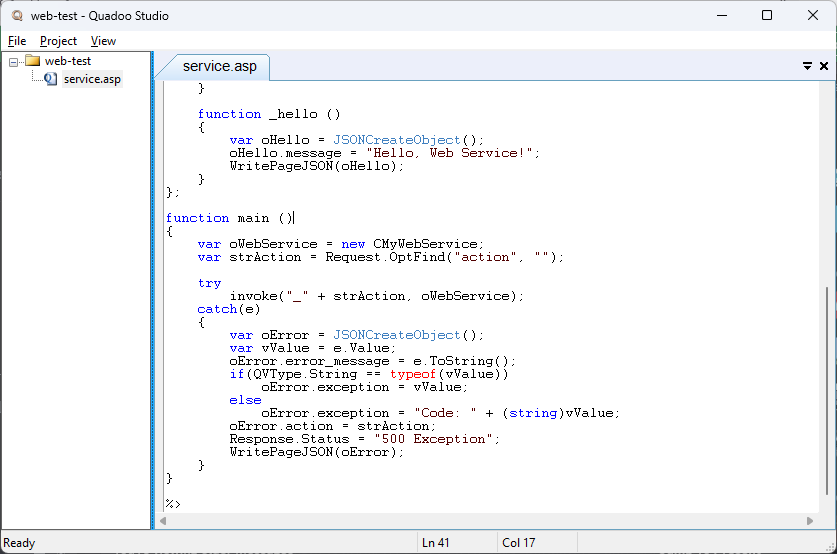 web-test - Quadoo Studio
File Project View
web-test
service.asp
service.asp
    }

    function _hello ()
    {
        var oHello = JSONCreateObject();
        oHello.message = "Hello, Web Service!";
        WritePageJSON(oHello);
    }
};

function main ()
{
    var oWebService = new CMyWebService;
    var strAction = Request.OptFind("action", "");

    try
        invoke("_" + strAction, oWebService);
    catch(e)
    {
        var oError = JSONCreateObject();
        var vValue = e.Value;
        oError.error_message = e.ToString();
        if(QVType.String == typeof(vValue))
            oError.exception = vValue;
        else
            oError.exception = "Code: " + (string)vValue;
        oError.action = strAction;
        Response.Status = "500 Exception";
        WritePageJSON(oError);
    }
}

%>
Ready Ln 41 Col 17